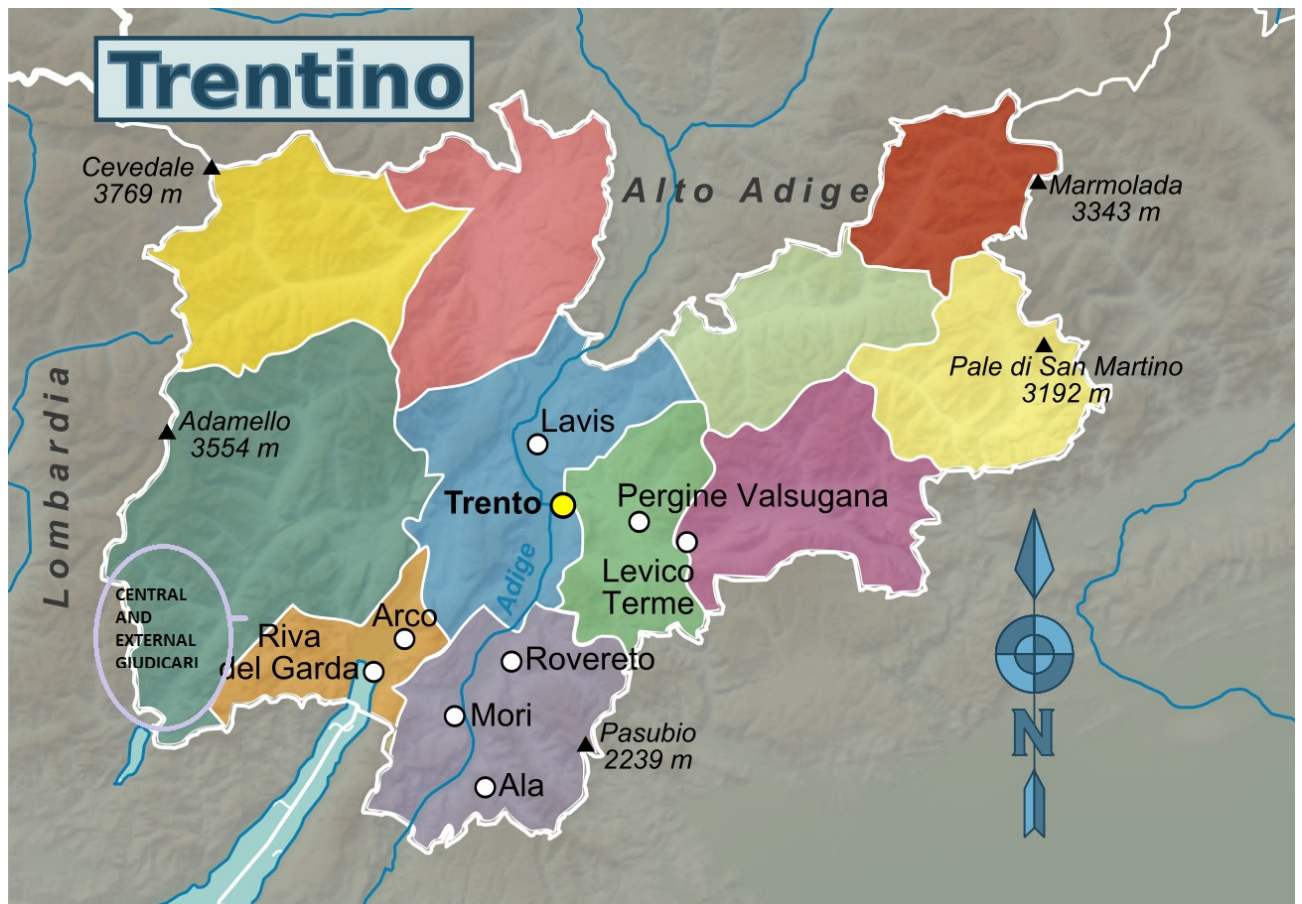 Trentino
Cevedale
3769 m
Alto Adige
Marmolada
3343 m
Pale di San Martino
3192 m
Lombardia
Adamello
3554 m
Lavis
Trento
Pergine Valsugana
Levico
Terme
Adige
CENTRAL
AND
EXTERNAL
GIUDICARI
Arco
Riva
del Garda
Rovereto
Mori
Pasubio
2239 m
Ala
N